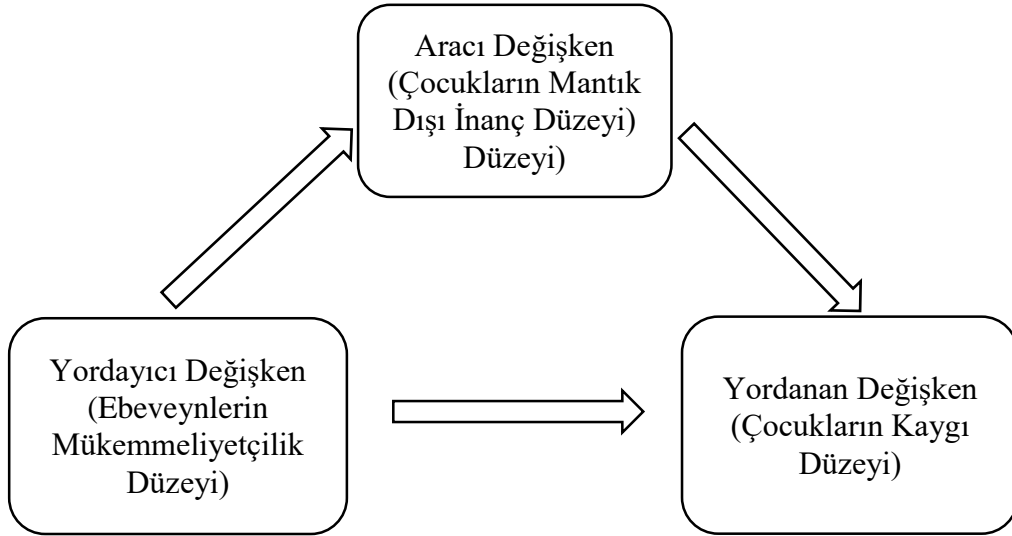 Aracı Değişken
(Çocukların Mantık
Dışı İnanç Düzeyi)
Düzeyi)
Yordayıcı Değişken
(Ebeveynlerin
Mükemmeliyetçilik
Düzeyi)
Yordanan Değişken
(Çocukların Kaygı
Düzeyi)